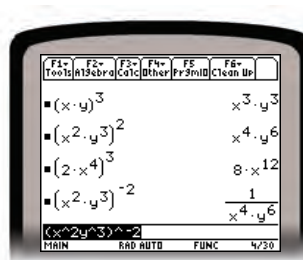 F1▾ F2▾ F3▾ F4▾ F5 F6▾
Tools Algebra Calc Other PrgmIO Clean Up
▪(x·y)³ x³·y³
▪(x²·y³)² x⁴·y⁶
▪(2·x⁴)³ 8·x¹²
▪(x²·y³)⁻² 1/(x⁴·y⁶)
(x^2y^3)^-2
MAIN RAD AUTO FUNC 4/30